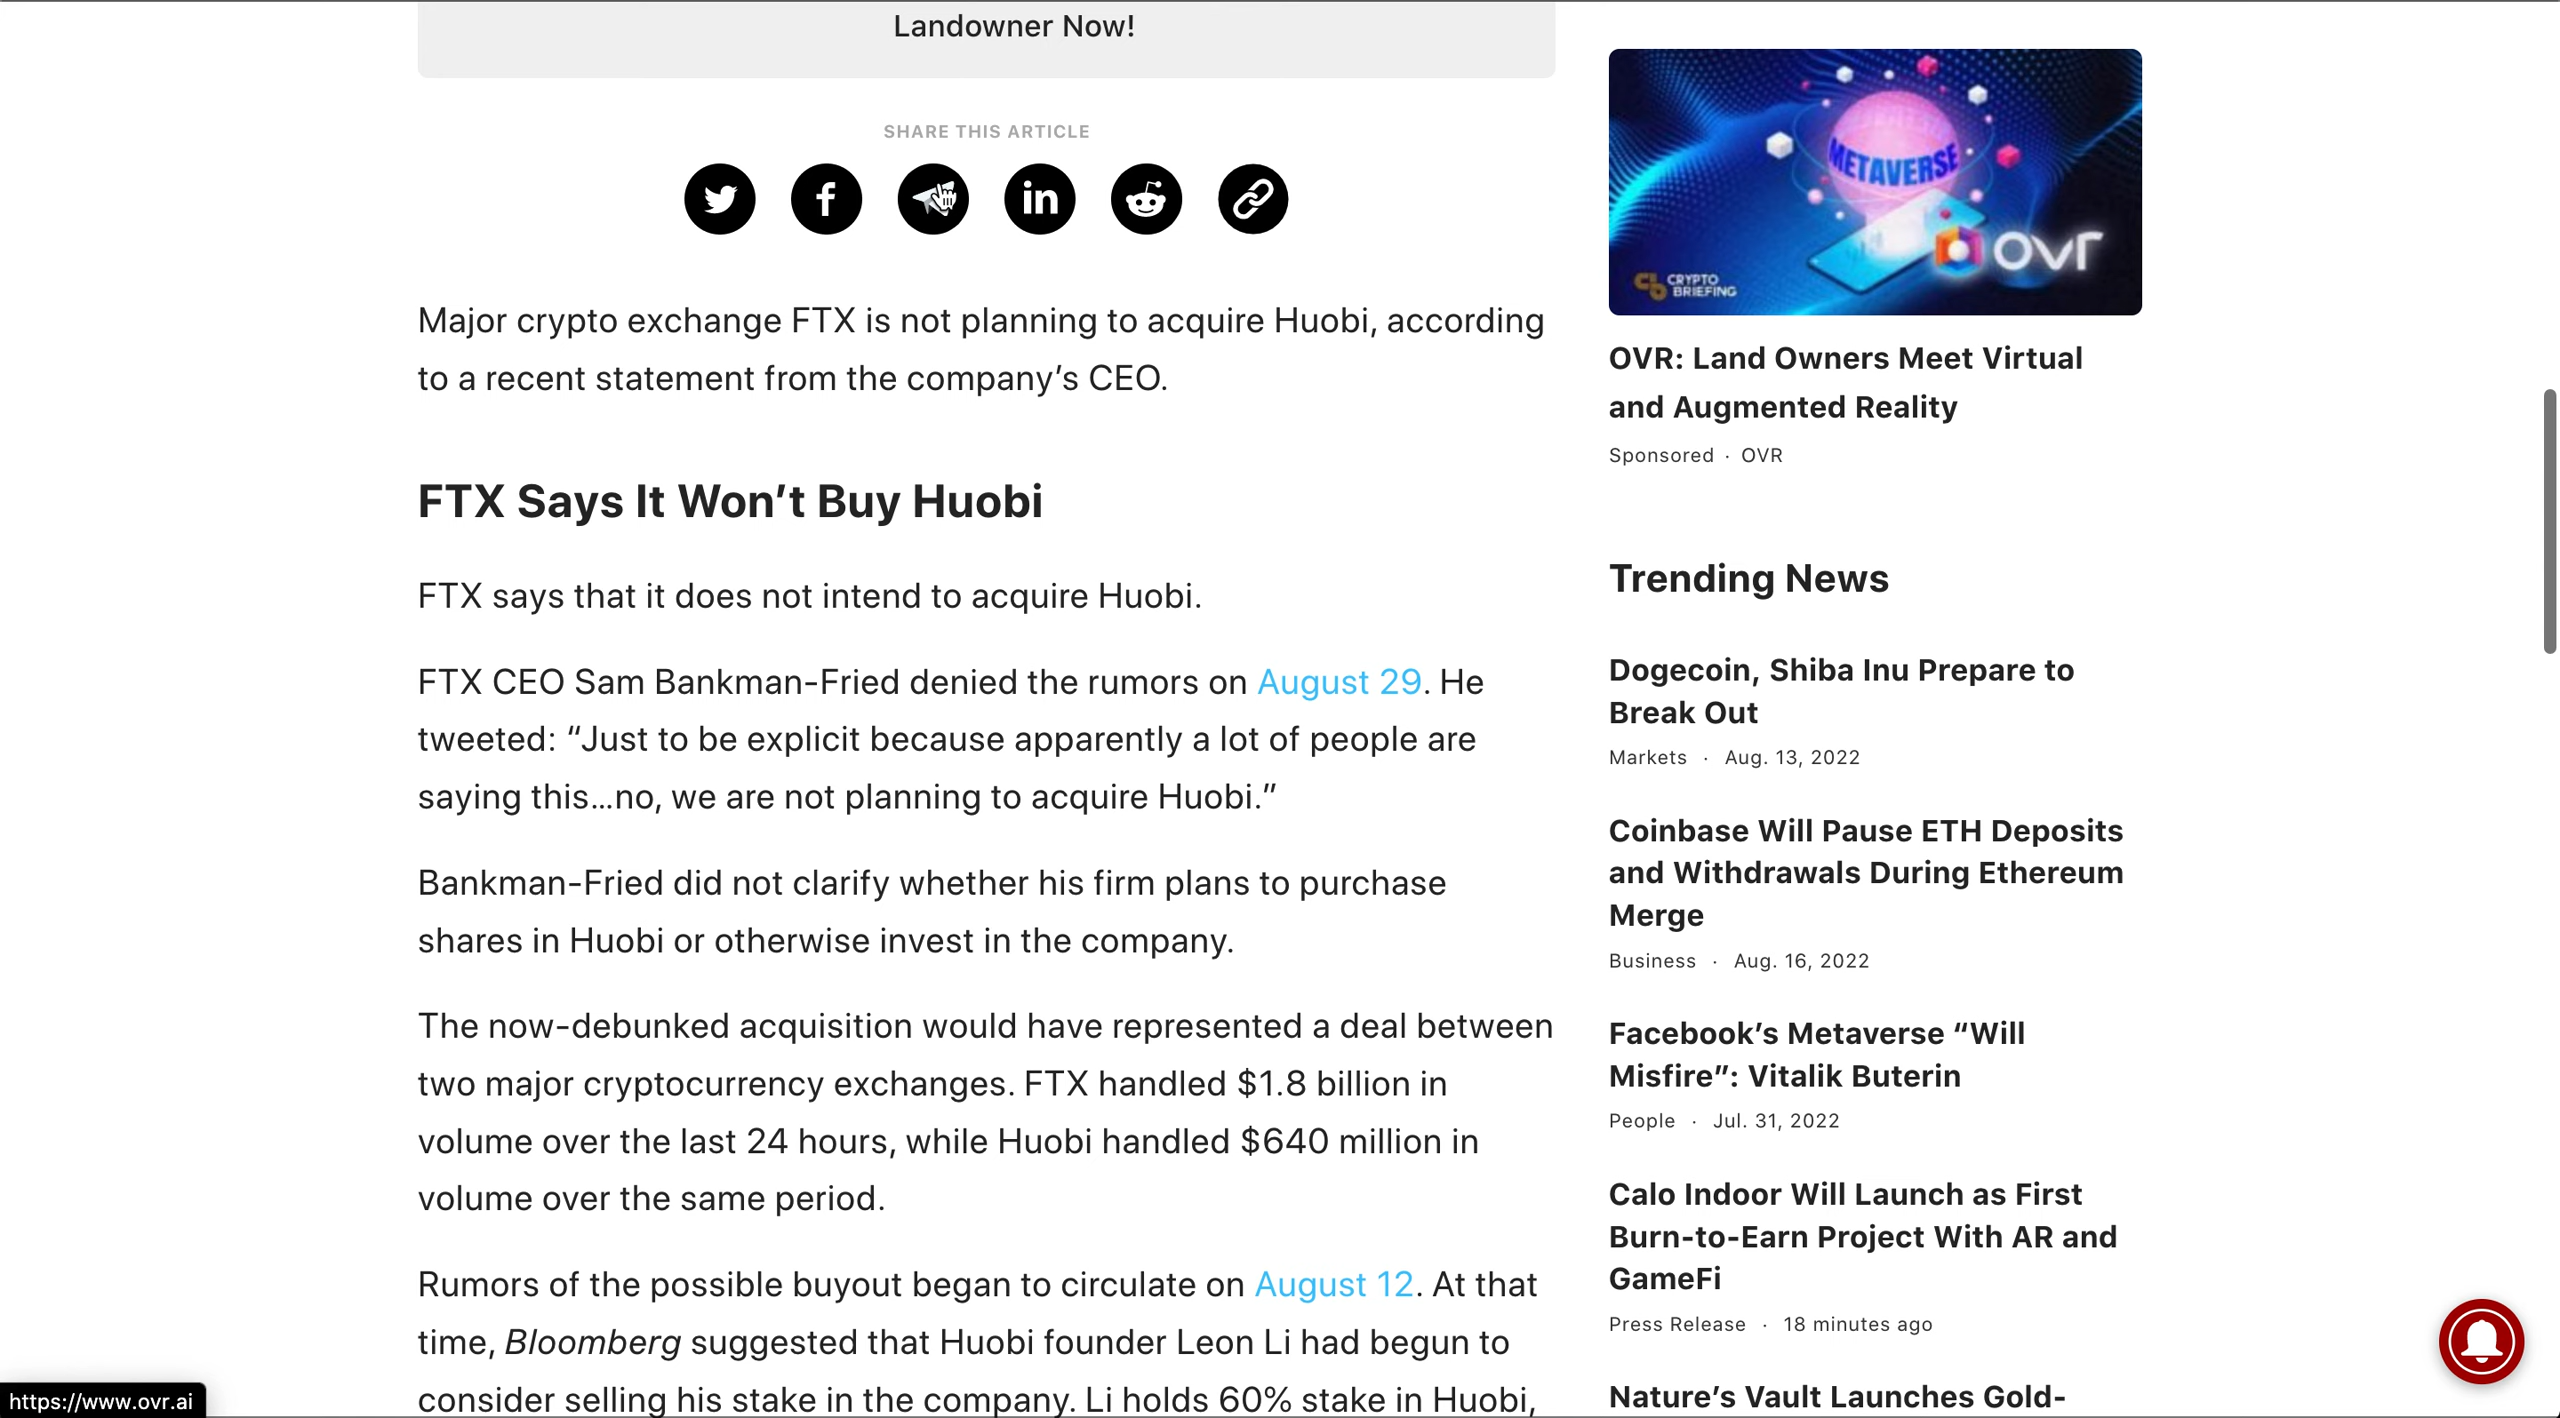 Landowner Now!
SHARE THIS ARTICLE
Major crypto exchange FTX is not planning to acquire Huobi, according
to a recent statement from the company’s CEO.
FTX Says It Won’t Buy Huobi
FTX says that it does not intend to acquire Huobi.
FTX CEO Sam Bankman-Fried denied the rumors on August 29. He
tweeted: “Just to be explicit because apparently a lot of people are
saying this…no, we are not planning to acquire Huobi.”
Bankman-Fried did not clarify whether his firm plans to purchase
shares in Huobi or otherwise invest in the company.
The now-debunked acquisition would have represented a deal between
two major cryptocurrency exchanges. FTX handled $1.8 billion in
volume over the last 24 hours, while Huobi handled $640 million in
volume over the same period.
Rumors of the possible buyout began to circulate on August 12. At that
time, Bloomberg suggested that Huobi founder Leon Li had begun to
consider selling his stake in the company. Li holds 60% stake in Huobi,
METAVERSE
ovr
CRYPTO
BRIEFING
OVR: Land Owners Meet Virtual
and Augmented Reality
Sponsored · OVR
Trending News
Dogecoin, Shiba Inu Prepare to
Break Out
Markets · Aug. 13, 2022
Coinbase Will Pause ETH Deposits
and Withdrawals During Ethereum
Merge
Business · Aug. 16, 2022
Facebook’s Metaverse “Will
Misfire”: Vitalik Buterin
People · Jul. 31, 2022
Calo Indoor Will Launch as First
Burn-to-Earn Project With AR and
GameFi
Press Release · 18 minutes ago
Nature’s Vault Launches Gold-
https://www.ovr.ai